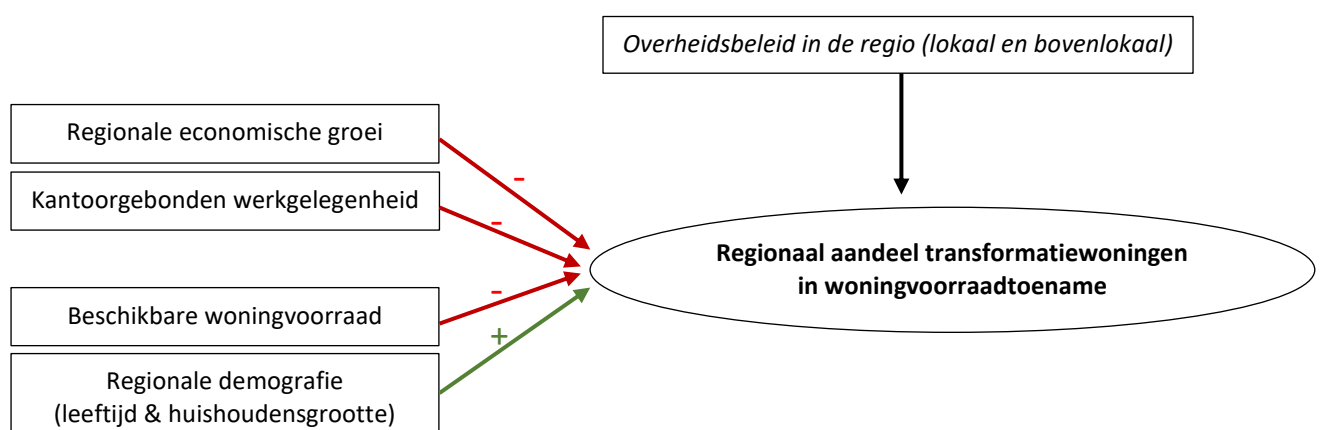 Overheidsbeleid in de regio (lokaal en bovenlokaal)
Regionale economische groei
-
Kantoorgebonden werkgelegenheid
-
Regionaal aandeel transformatiewoningen
in woningvoorraadtoename
-
Beschikbare woningvoorraad
+
Regionale demografie
(leeftijd & huishoudensgrootte)